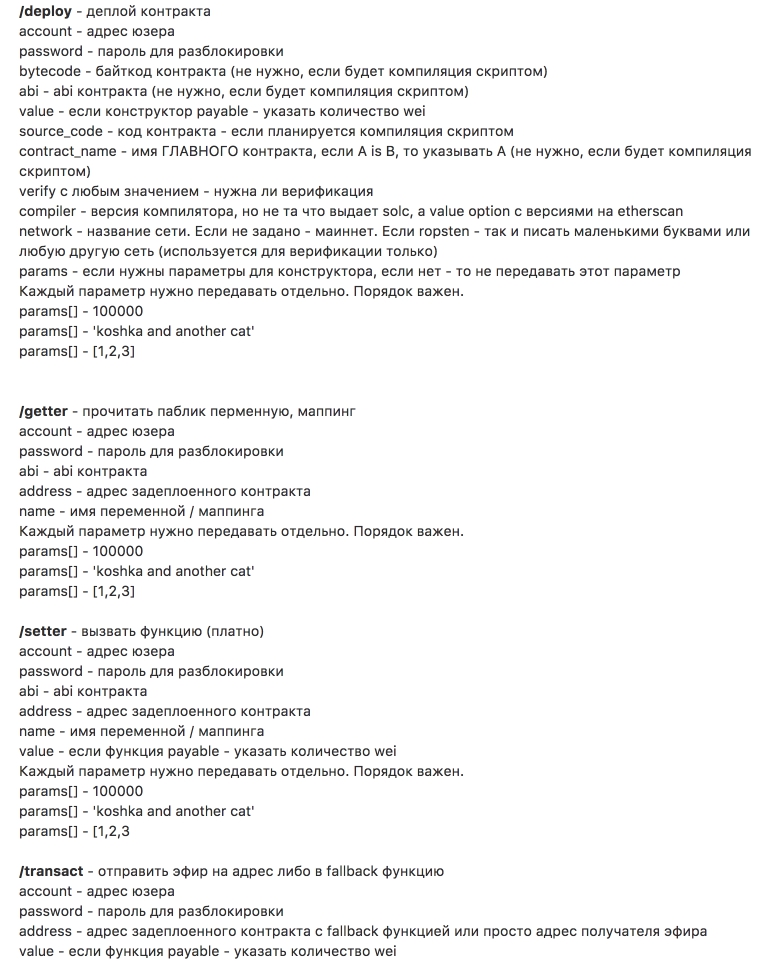 /deploy - деплой контракта
account - адрес юзера
password - пароль для разблокировки
bytecode - байткод контракта (не нужно, если будет компиляция скриптом)
abi - abi контракта (не нужно, если будет компиляция скриптом)
value - если конструктор payable - указать количество wei
source_code - код контракта - если планируется компиляция скриптом
contract_name - имя ГЛАВНОГО контракта, если A is B, то указывать А (не нужно, если будет компиляция
скриптом)
verify с любым значением - нужна ли верификация
compiler - версия компилятора, но не та что выдает solc, а value option с версиями на etherscan
network - название сети. Если не задано - маиннет. Если ropsten - так и писать маленькими буквами или
любую другую сеть (используется для верификации только)
params - если нужны параметры для конструктора, если нет - то не передавать этот параметр
Каждый параметр нужно передавать отдельно. Порядок важен.
params[] - 100000
params[] - 'koshka and another cat'
params[] - [1,2,3]
/getter - прочитать паблик перменную, маппинг
account - адрес юзера
password - пароль для разблокировки
abi - abi контракта
address - адрес задеплоенного контракта
name - имя переменной / маппинга
Каждый параметр нужно передавать отдельно. Порядок важен.
params[] - 100000
params[] - 'koshka and another cat'
params[] - [1,2,3]
/setter - вызвать функцию (платно)
account - адрес юзера
password - пароль для разблокировки
abi - abi контракта
address - адрес задеплоенного контракта
name - имя переменной / маппинга
value - если функция payable - указать количество wei
Каждый параметр нужно передавать отдельно. Порядок важен.
params[] - 100000
params[] - 'koshka and another cat'
params[] - [1,2,3
/transact - отправить эфир на адрес либо в fallback функцию
account - адрес юзера
password - пароль для разблокировки
address - адрес задеплоенного контракта с fallback функцией или просто адрес получателя эфира
value - если функция payable - указать количество wei